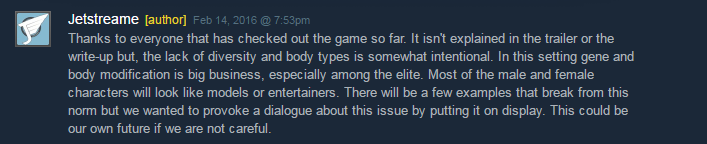 Jetstreame [author] Feb 14, 2016 @ 7:53pm
Thanks to everyone that has checked out the game so far. It isn't explained in the trailer or the
write-up but, the lack of diversity and body types is somewhat intentional. In this setting gene and
body modification is big business, especially among the elite. Most of the male and female
characters will look like models or entertainers. There will be a few examples that break from this
norm but we wanted to provoke a dialogue about this issue by putting it on display. This could be
our own future if we are not careful.